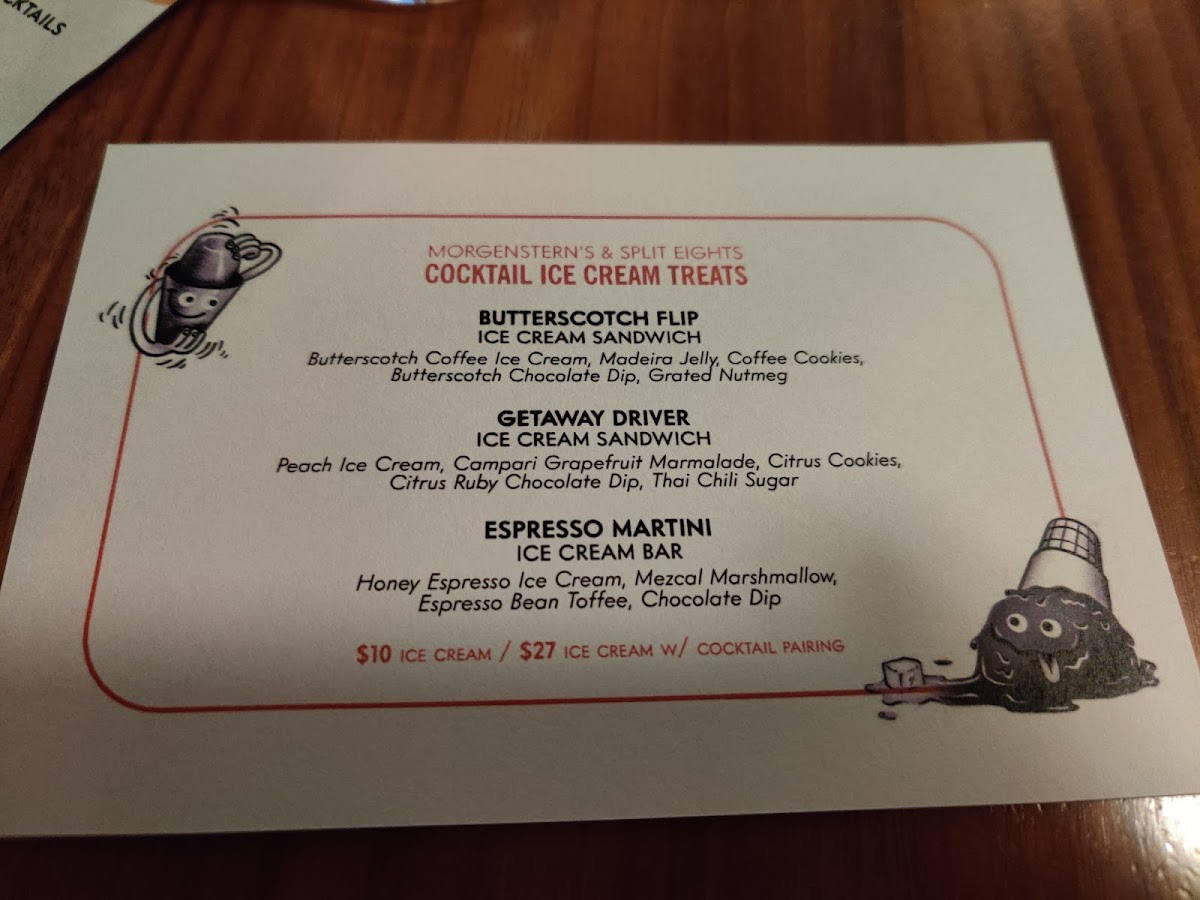 MORGENSTERN'S & SPLIT EIGHTS
COCKTAIL ICE CREAM TREATS
BUTTERSCOTCH FLIP
ICE CREAM SANDWICH
Butterscotch Coffee Ice Cream, Madeira Jelly, Coffee Cookies,
Butterscotch Chocolate Dip, Grated Nutmeg
GETAWAY DRIVER
ICE CREAM SANDWICH
Peach Ice Cream, Campari Grapefruit Marmalade, Citrus Cookies,
Citrus Ruby Chocolate Dip, Thai Chili Sugar
ESPRESSO MARTINI
ICE CREAM BAR
Honey Espresso Ice Cream, Mezcal Marshmallow,
Espresso Bean Toffee, Chocolate Dip
$10 ICE CREAM / $27 ICE CREAM W/ COCKTAIL PAIRING